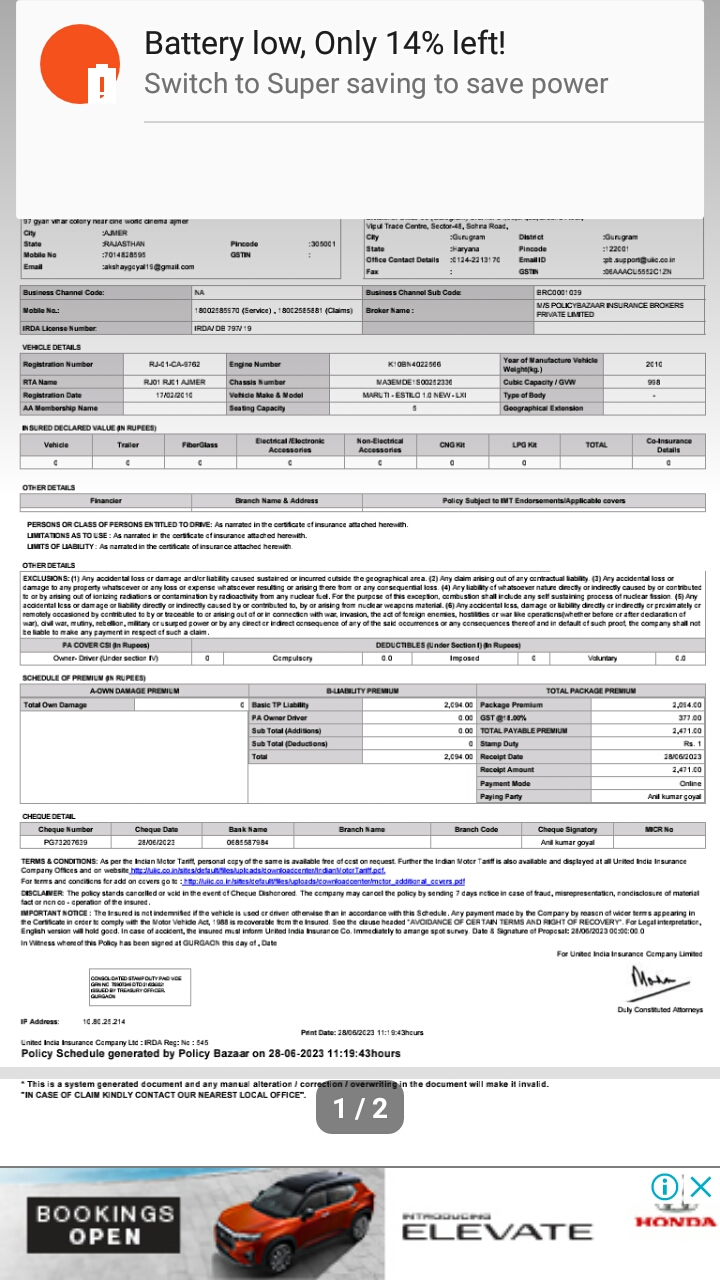 Battery low, Only 14% left!
Switch to Super saving to save power
97 gyan vihar colony near cine world cinema ajmer
Vipul Trade Centre, Sector-48, Sohna Road,
City :AJMER
City :Gurugram District :Gurugram
State :RAJASTHAN Pincode :305001
State :Haryana Pincode :122001
Mobile No :7014828595 GSTIN :
Office Contact Details :0124-2213170 EmailID :pb.support@uiic.co.in
Email
Fax : GSTIN
Business Channel Code: NA Business Channel Sub Code: BRC0001039
Mobile No.: 18002585970 (Service) , 18002585881 (Claims) Broker Name : M/S POLICYBAZAAR INSURANCE BROKERS
PRIVATE LIMITED
IRDA License Number: IRDA/ DB 797/ 19
VEHICLE DETAILS
Registration Number RJ-01-CA-9762 Engine Number K10BN4022566 Year of Manufacture Vehicle Weight(kg.) 2010
RTA Name RJ01 RJ01 AJMER Chassis Number MA3EMDE1S00252336 Cubic Capacity / GVW 998
Registration Date 17/02/2010 Vehicle Make & Model MARUTI - ESTILO 1.0 NEW - LXI Type of Body -
AA Membership Name Seating Capacity 5 Geographical Extension
INSURED DECLARED VALUE (IN RUPEES)
Vehicle Trailer FiberGlass Electrical /Electronic Accessories Non-Electrical Accessories CNG Kit LPG Kit TOTAL Co-Insurance Details
0 0 0 0 0 0 0 0
OTHER DETAILS
Financier Branch Name & Address Policy Subject to IMT Endorsements/Applicable covers
PERSONS OR CLASS OF PERSONS ENTITLED TO DRIVE: As narrated in the certificate of insurance attached herewith.
LIMITATIONS AS TO USE : As narrated in the certificate of insurance attached herewith.
LIMITS OF LIABILITY : As narrated in the certificate of insurance attached herewith.
OTHER DETAILS
EXCLUSIONS: (1) Any accidental loss or damage and/or liability caused sustained or incurred outside the geographical area. (2) Any claim arising out of any contractual liability. (3) Any accidental loss or
damage to any property whatsoever or any loss or expense whatsoever resulting or arising there from or any consequential loss. (4) Any liability of whatsoever nature directly or indirectly caused by or contributed
to or by arising out of ionizing radiations or contamination by radioactivity from any nuclear fuel. For the purpose of this exception, combustion shall include any self sustaining process of nuclear fission. (5) Any
accidental loss or damage or liability directly or indirectly caused by or contributed to, by or arising from nuclear weapons material. (6) Any accidental loss, damage or liability directly or indirectly or proximately or
remotely occasioned by contributed to by or traceable to or arising out of or in connection with war, invasion, the act of foreign enemies, hostilities or war like operations(whether before or after declaration of
war), civil war, mutiny, rebellion, military or usurped power or by any direct or indirect consequence of any of the said occurrences or any consequences thereof and in default of such proof, the company shall not
be liable to make any payment in respect of such a claim.
PA COVER CSI (In Rupees) DEDUCTIBLES (Under Section I) (In Rupees)
Owner- Driver (Under section IV) 0 Compulsory 0.0 Imposed 0 Voluntary 0.0
SCHEDULE OF PREMIUM (IN RUPEES)
A-OWN DAMAGE PREMIUM B-LIABILITY PREMIUM TOTAL PACKAGE PREMIUM
Total Own Damage 0 Basic TP Liability 2,094.00 Package Premium 2,094.00
PA Owner Driver 0.00 GST @18.00% 377.00
Sub Total (Additions) 0.00 TOTAL PAYABLE PREMIUM 2,471.00
Sub Total (Deductions) 0 Stamp Duty Rs. 1
Total 2,094.00 Receipt Date 28/06/2023
Receipt Amount 2,471.00
Payment Mode Online
Paying Party Anil kumar goyal
CHEQUE DETAIL
Cheque Number Cheque Date Bank Name Branch Name Branch Code Cheque Signatory MICR No
PG73207639 28/06/2023 0685587984 Anil kumar goyal
TERMS & CONDITIONS: As per the Indian Motor Tariff, personal copy of the same is available free of cost on request. Further the Indian Motor Tariff is also available and displayed at all United India Insurance
Company Offices and on website http://uiic.co.in/sites/default/files/uploads/downloadcenter/IndianMotorTariff.pdf.
For terms and conditions for add on covers go to : http://uiic.co.in/sites/default/files/uploads/downloadcenter/motor_additional_covers.pdf
DISCLAIMER: The policy stands cancelled or void in the event of Cheque Dishonored. The company may cancel the policy by sending 7 days notice in case of fraud, misrepresentation, nondisclosure of material
fact or non co - operation of the insured.
IMPORTANT NOTICE : The Insured is not indemnified if the vehicle is used or driven otherwise than in accordance with this Schedule. Any payment made by the Company by reason of wider terms appearing in
the Certificate in order to comply with the Motor Vehicle Act, 1988 is recoverable from the Insured. See the clause headed "AVOIDANCE OF CERTAIN TERMS AND RIGHT OF RECOVERY". For Legal interpretation,
English version will hold good. In case of accident, the insured must inform United India Insurance Co. Immediately to arrange spot survey. Date & Signature of Proposal: 28/06/2023 00:00:00.0
In Witness whereof this Policy has been signed at GURGAON this day of , Date
For United India Insurance Company Limited
CONSOLIDATED STAMP DUTY PAID VIDE
ISSUED BY TREASURY OFFICER,
GURGAON
Duly Constituted Attorneys
IP Address: 10.80.25.214
Print Date: 28/06/2023 11:19:43hours
United India Insurance Company Ltd : IRDA Reg: No : 545
Policy Schedule generated by Policy Bazaar on 28-06-2023 11:19:43hours
* This is a system generated document and any manual alteration / correction / overwriting in the document will make it invalid.
"IN CASE OF CLAIM KINDLY CONTACT OUR NEAREST LOCAL OFFICE".
1 / 2
BOOKINGS
OPEN
INTRODUCING
ELEVATE
HONDA